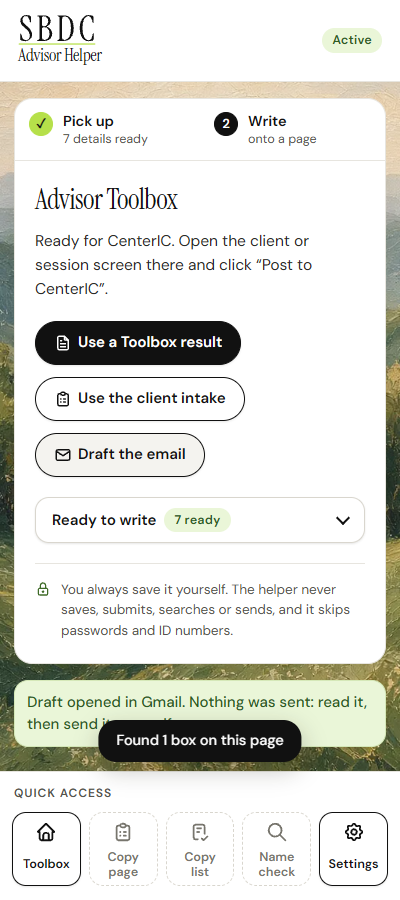 SBDC
Advisor Helper
Active
Pick up
7 details ready
2
Write
onto a page
Advisor Toolbox
Ready for CenterIC. Open the client or
session screen there and click “Post to
CenterIC”.
Use a Toolbox result
Use the client intake
Draft the email
Ready to write
7 ready
You always save it yourself. The helper never
saves, submits, searches or sends, and it skips
passwords and ID numbers.
Draft opened in Gmail. Nothing was sent: read it,
then send
Found 1 box on this page
QUICK ACCESS
Toolbox
Copy
page
Copy
list
Name
check
Settings